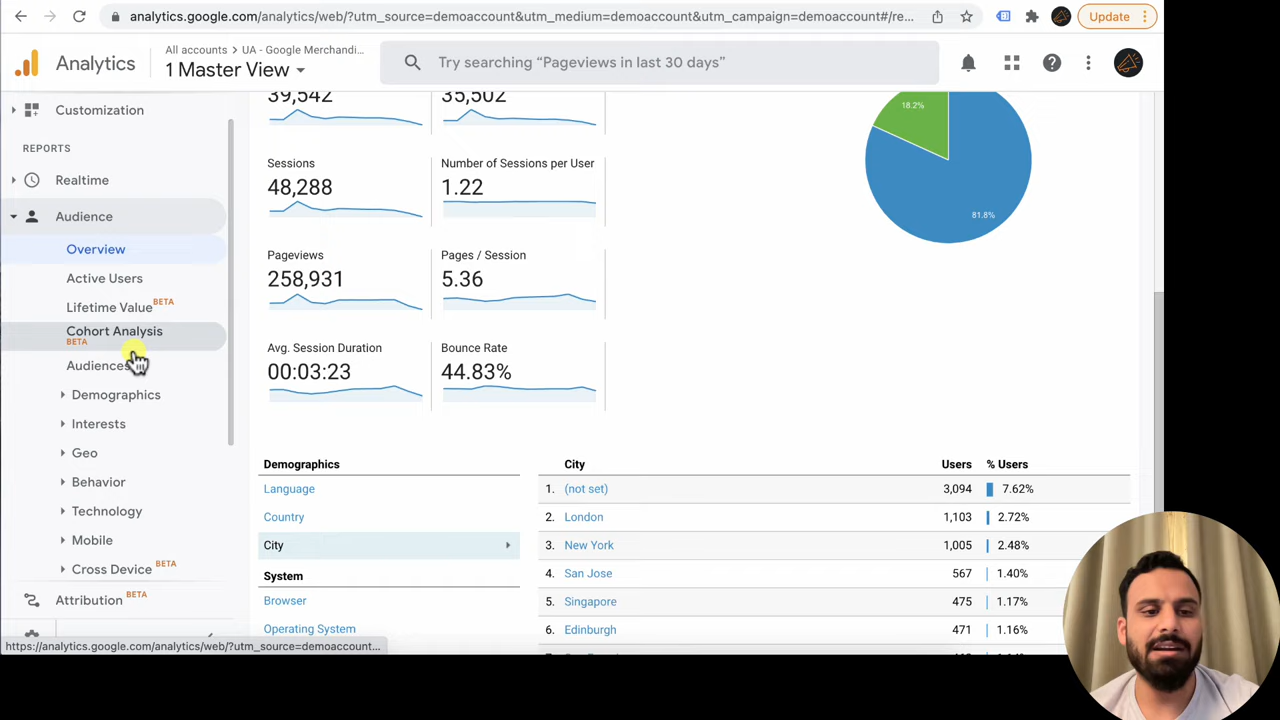 analytics.google.com/analytics/web/?utm_source=demoaccount&utm_medium=demoaccount&utm_campaign=demoaccount#/re...
Update
Analytics
All accounts > UA - Google Merchandi...
1 Master View
Try searching “Pageviews in last 30 days”
Customization
REPORTS
Realtime
Audience
Overview
Active Users
Lifetime Value BETA
Cohort Analysis
BETA
Audiences
Demographics
Interests
Geo
Behavior
Technology
Mobile
Cross Device BETA
Attribution BETA
https://analytics.google.com/analytics/web/?utm_source=demoaccount...
39,542
35,502
Sessions
48,288
Number of Sessions per User
1.22
Pageviews
258,931
Pages / Session
5.36
Avg. Session Duration
00:03:23
Bounce Rate
44.83%
18.2%
81.8%
Demographics
Language
Country
City
System
Browser
Operating System
City Users % Users
1. (not set) 3,094 7.62%
2. London 1,103 2.72%
3. New York 1,005 2.48%
4. San Jose 567 1.40%
5. Singapore 475 1.17%
6. Edinburgh 471 1.16%